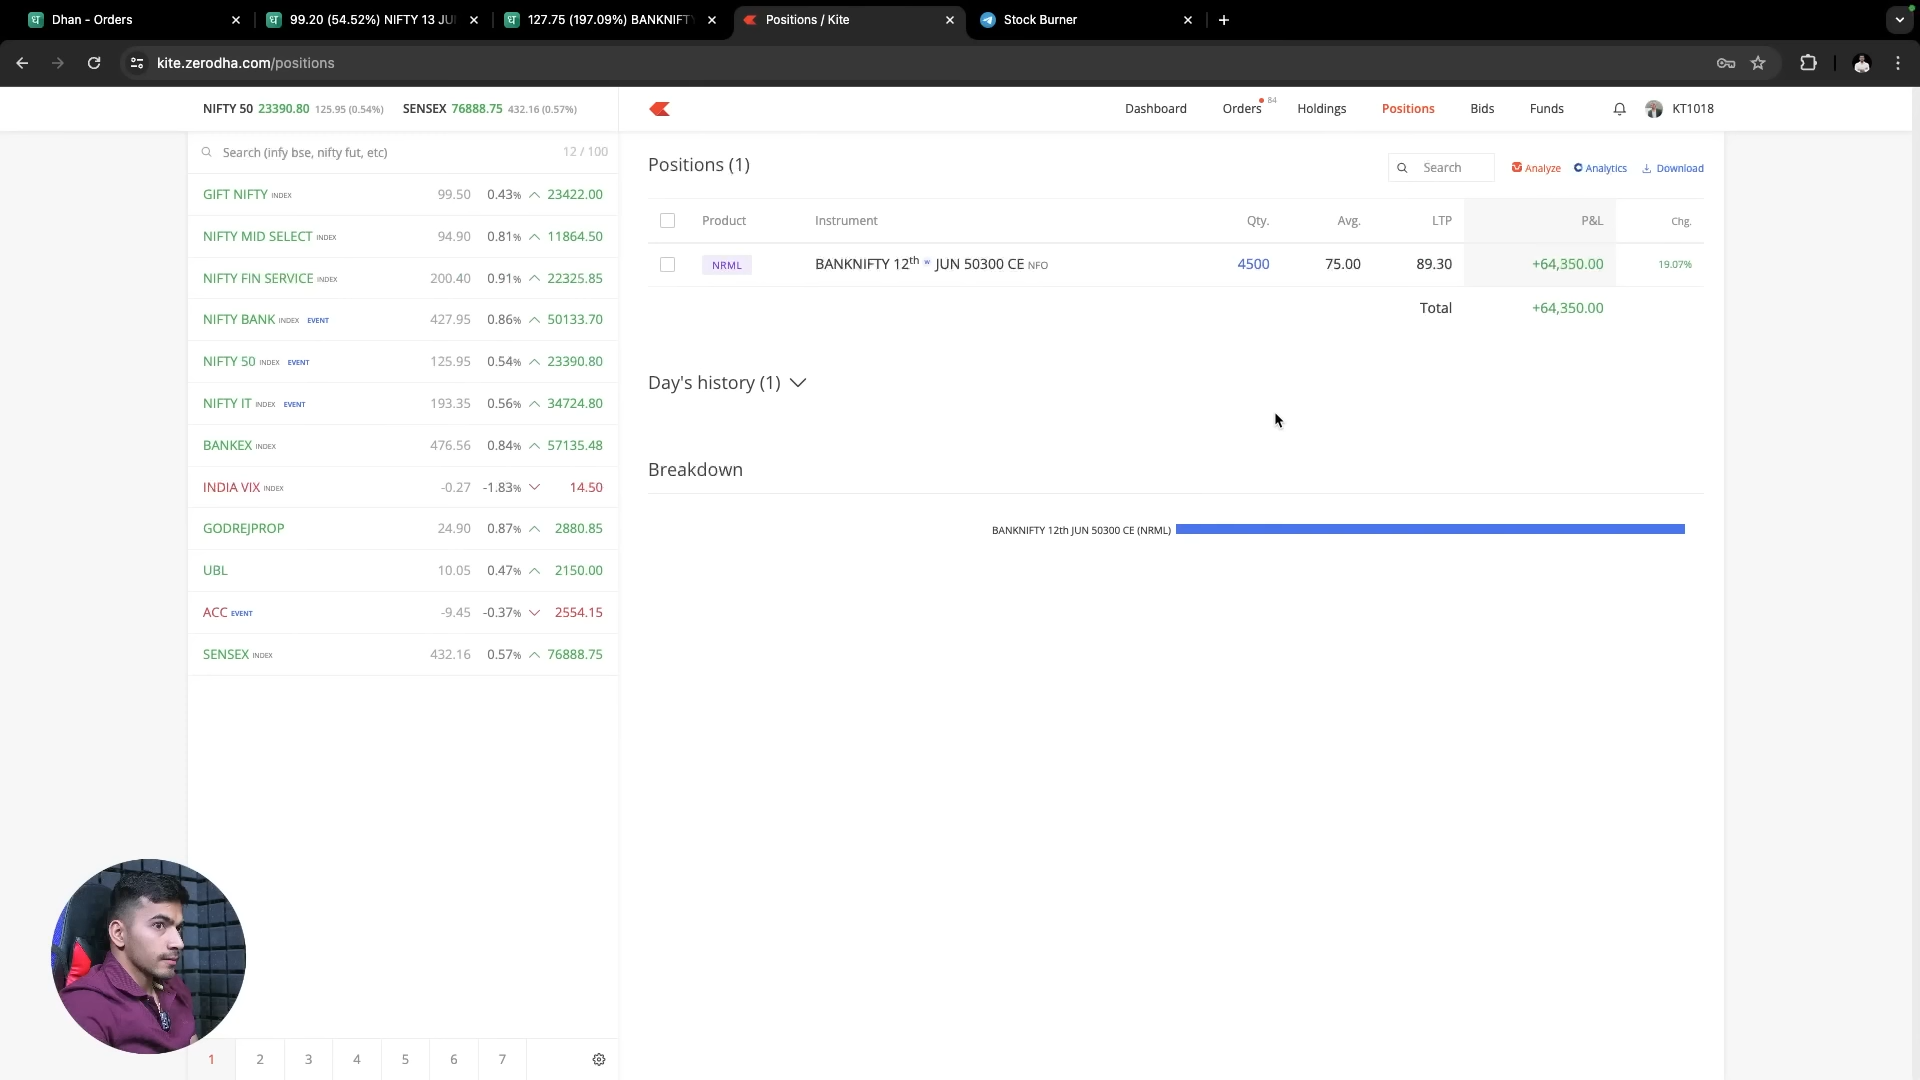 Dhan - Orders
99.20 (54.52%) NIFTY 13 JU
127.75 (197.09%) BANKNIFT
Positions / Kite
Stock Burner
kite.zerodha.com/positions
NIFTY 50 23390.80 125.95 (0.54%) SENSEX 76888.75 432.16 (0.57%)
Dashboard Orders 84 Holdings Positions Bids Funds KT1018
Search (infy bse, nifty fut, etc) 12 / 100
GIFT NIFTY INDEX 99.50 0.43% 23422.00
NIFTY MID SELECT INDEX 94.90 0.81% 11864.50
NIFTY FIN SERVICE INDEX 200.40 0.91% 22325.85
NIFTY BANK INDEX EVENT 427.95 0.86% 50133.70
NIFTY 50 INDEX EVENT 125.95 0.54% 23390.80
NIFTY IT INDEX EVENT 193.35 0.56% 34724.80
BANKEX INDEX 476.56 0.84% 57135.48
INDIA VIX INDEX -0.27 -1.83% 14.50
GODREJPROP 24.90 0.87% 2880.85
UBL 10.05 0.47% 2150.00
ACC EVENT -9.45 -0.37% 2554.15
SENSEX INDEX 432.16 0.57% 76888.75
1 2 3 4 5 6 7
Positions (1)
Search Analyze Analytics Download
Product Instrument Qty. Avg. LTP P&L Chg.
NRML BANKNIFTY 12th w JUN 50300 CE NFO 4500 75.00 89.30 +64,350.00 19.07%
Total +64,350.00
Day's history (1)
Breakdown
BANKNIFTY 12th JUN 50300 CE (NRML)